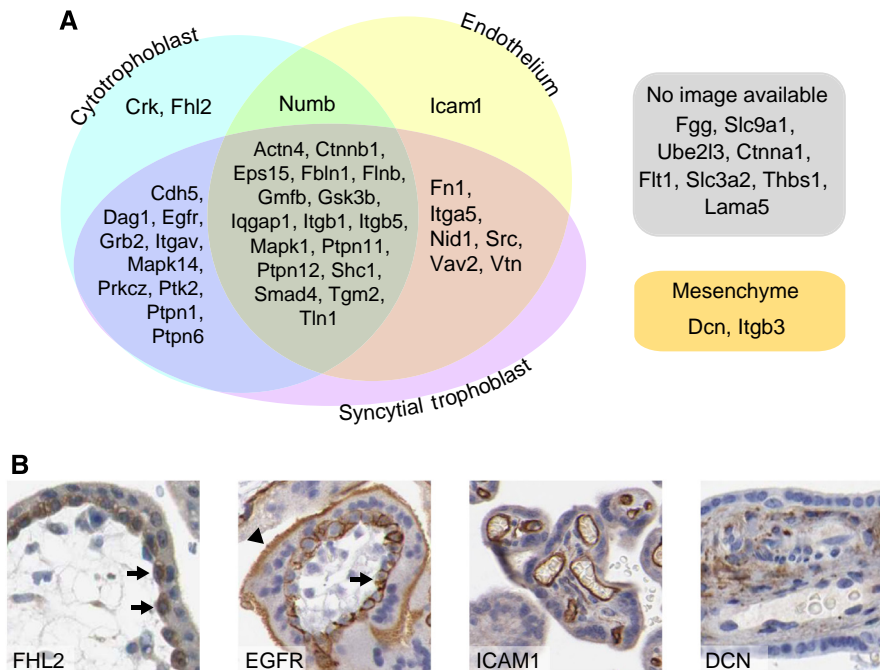 A
Cytotrophoblast
Endothelium
Crk, Fhl2
Numb
Icam1
Cdh5,
Dag1, Egfr,
Grb2, Itgav,
Mapk14,
Prkcz, Ptk2,
Ptpn1,
Ptpn6
Actn4, Ctnnb1,
Eps15, Fbln1, Flnb,
Gmfb, Gsk3b,
Iqgap1, Itgb1, Itgb5,
Mapk1, Ptpn11,
Ptpn12, Shc1,
Smad4, Tgm2,
Tln1
Fn1,
Itga5,
Nid1, Src,
Vav2, Vtn
Syncytial trophoblast
No image available
Fgg, Slc9a1,
Ube2l3, Ctnna1,
Flt1, Slc3a2, Thbs1,
Lama5
Mesenchyme
Dcn, Itgb3
B
FHL2
EGFR
ICAM1
DCN